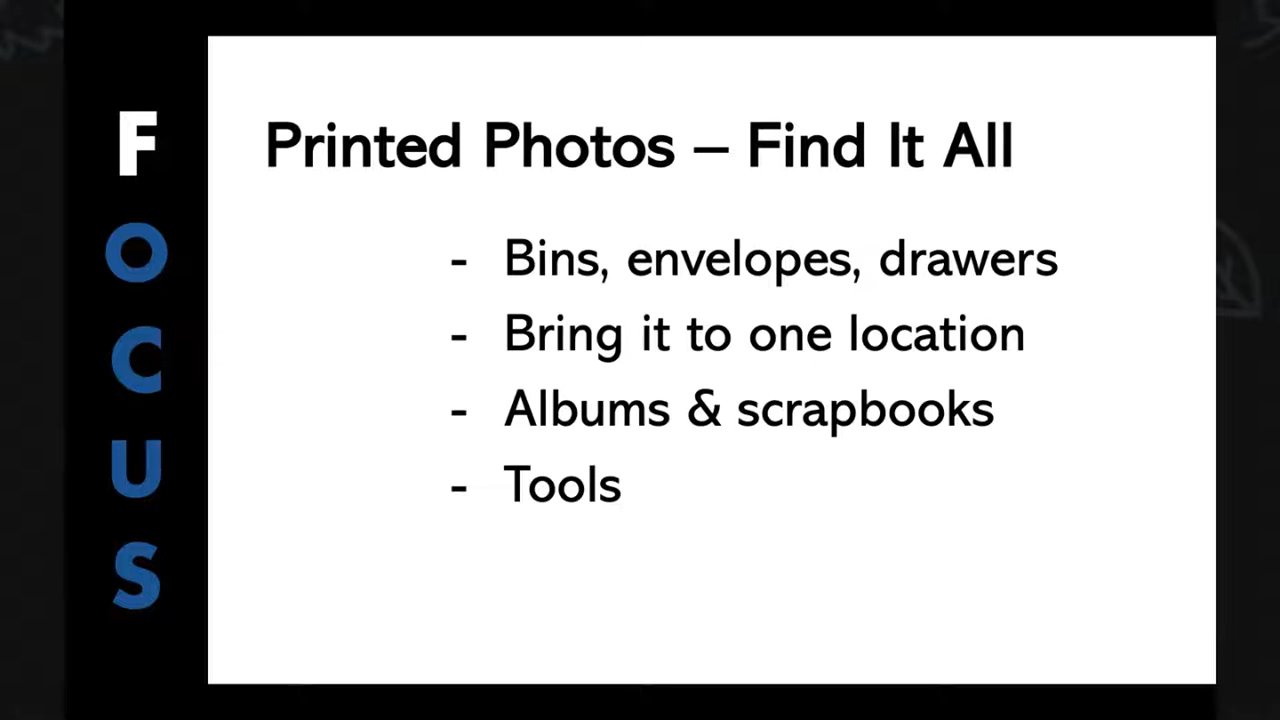 F
O
C
U
S
Printed Photos – Find It All
- Bins, envelopes, drawers
- Bring it to one location
- Albums & scrapbooks
- Tools